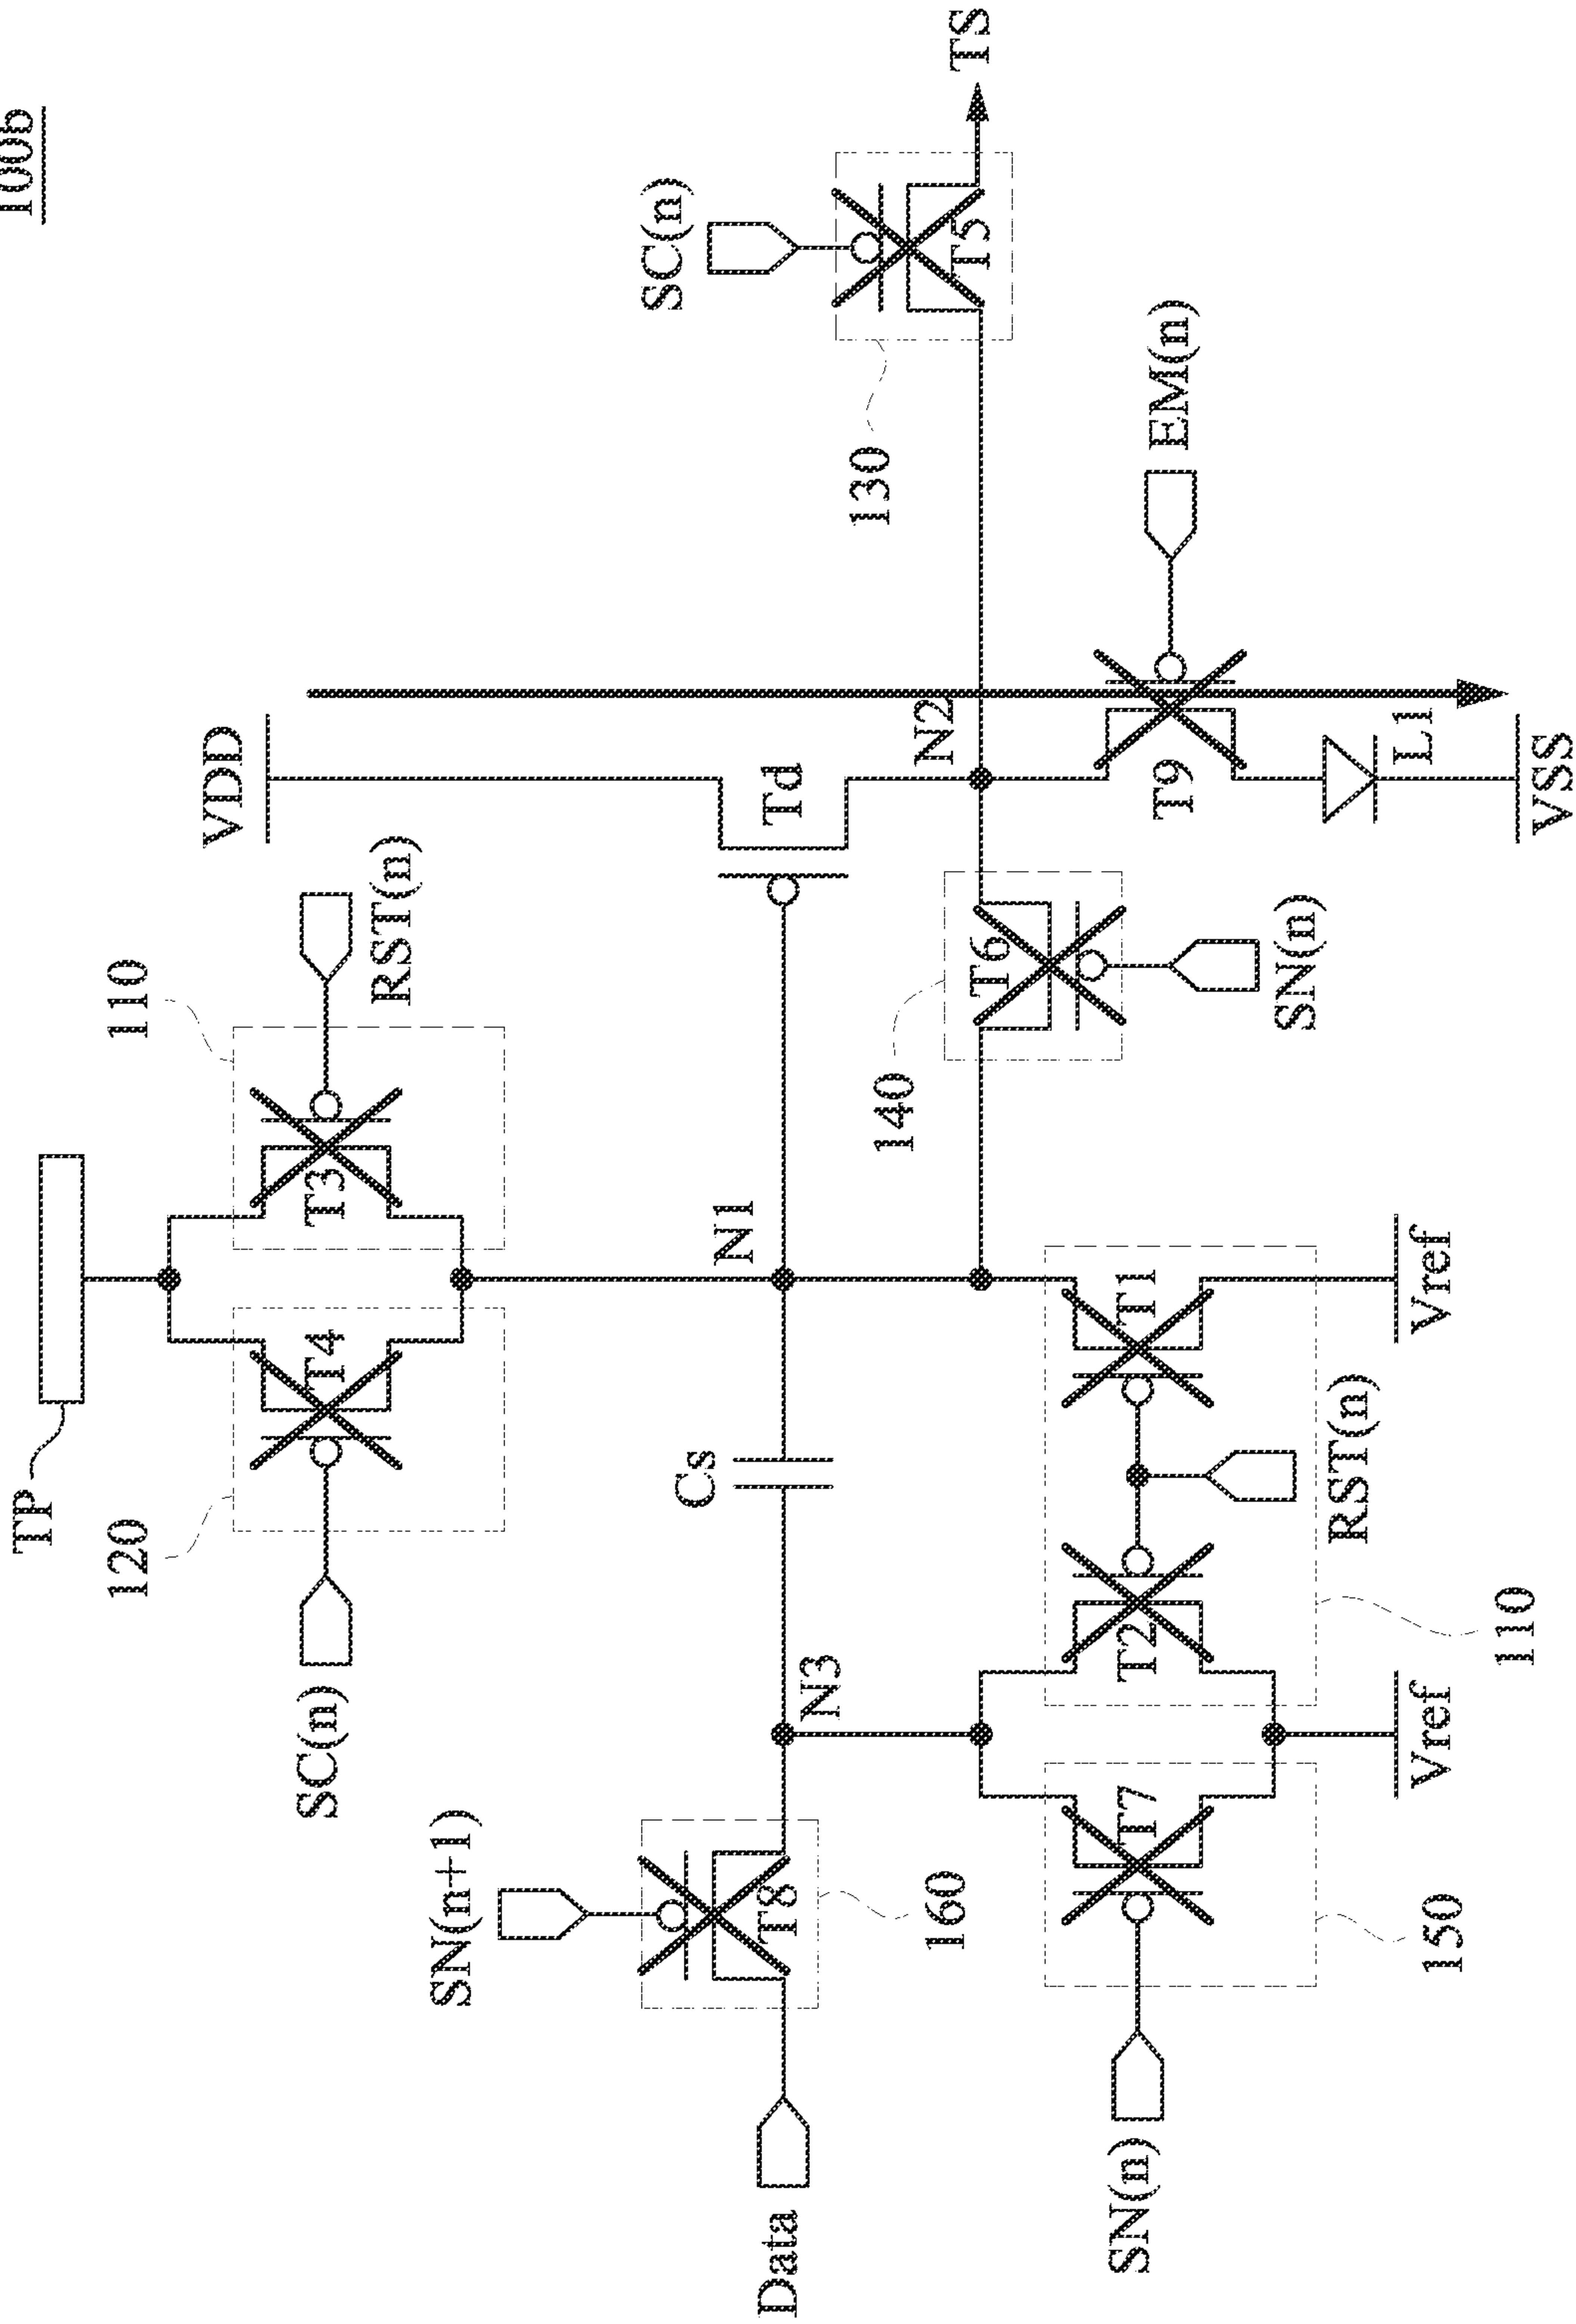 100b
TP
120
110
SC(n)
T4
T3
RST(n)
VDD
SN(n+1)
Cs
N1
Td
SC(n)
T8
N3
N2
T5
TS
Data
160
140
T6
130
SN(n)
T7
T2
T1
T9
EM(n)
SN(n)
RST(n)
L1
150
110
Vref
Vref
VSS